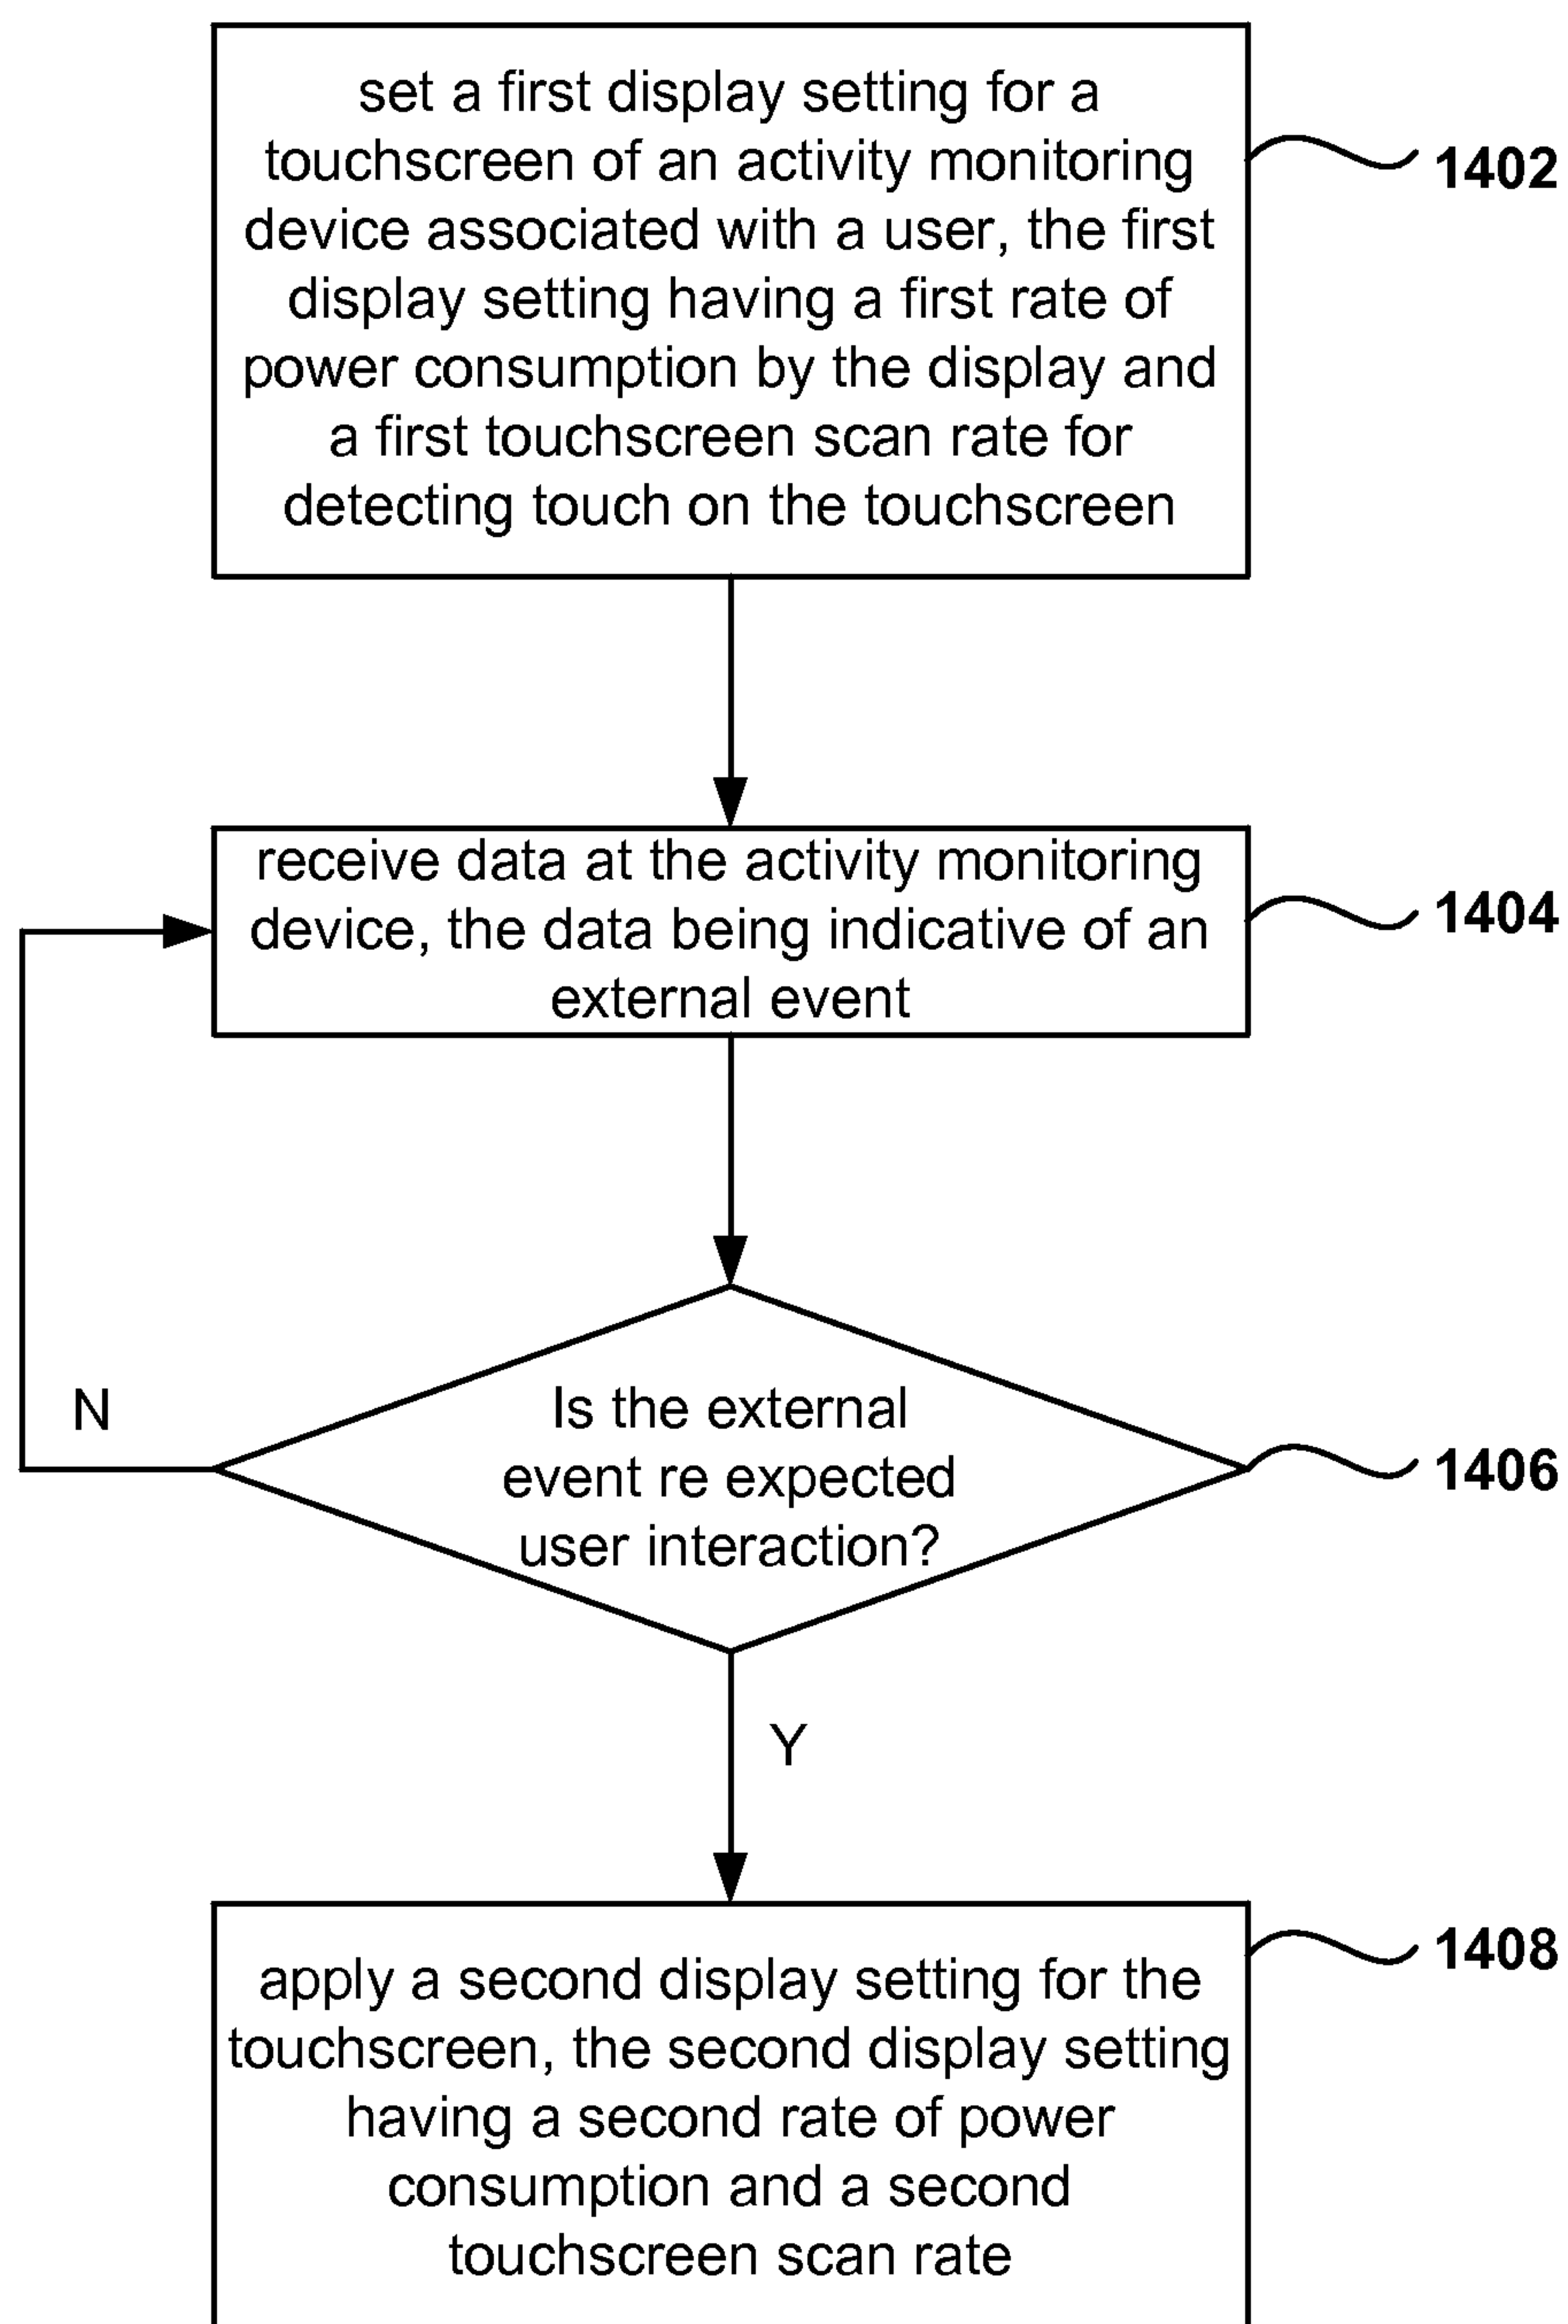 set a first display setting for a
touchscreen of an activity monitoring
device associated with a user, the first
display setting having a first rate of
power consumption by the display and
a first touchscreen scan rate for
detecting touch on the touchscreen
1402
receive data at the activity monitoring
device, the data being indicative of an
external event
1404
Is the external
event re expected
user interaction?
1406
N
Y
apply a second display setting for the
touchscreen, the second display setting
having a second rate of power
consumption and a second
touchscreen scan rate
1408